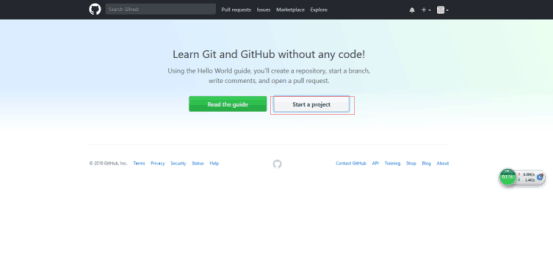 Search GitHub
Pull requests Issues Marketplace Explore
Learn Git and GitHub without any code!
Using the Hello World guide, you'll create a repository, start a branch,
write comments, and open a pull request.
Read the guide
Start a project
© 2018 GitHub, Inc. Terms Privacy Security Status Help
Contact GitHub API Training Shop Blog About